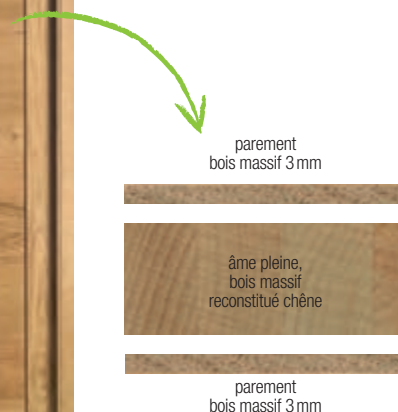 parement
bois massif 3 mm
âme pleine,
bois massif
reconstitué chêne
parement
bois massif 3 mm